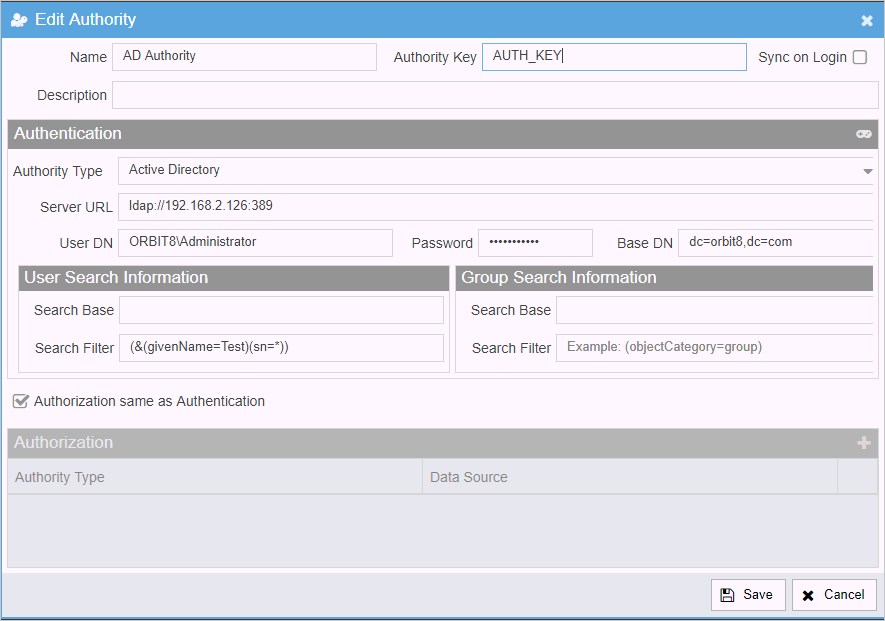 Edit Authority
Name AD Authority Authority Key AUTH_KEY Sync on Login
Description
Authentication
Authority Type Active Directory
Server URL ldap://192.168.2.126:389
User DN ORBIT8\Administrator Password ••••••••••• Base DN dc=orbit8,dc=com
User Search Information Group Search Information
Search Base Search Base
Search Filter (&(givenName=Test)(sn=*)) Search Filter Example: (objectCategory=group)
Authorization same as Authentication
Authorization
Authority Type Data Source
Save Cancel